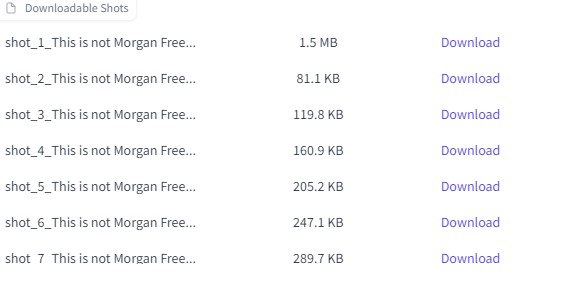 Downloadable Shots
shot_1_This is not Morgan Free... 1.5 MB Download
shot_2_This is not Morgan Free... 81.1 KB Download
shot_3_This is not Morgan Free... 119.8 KB Download
shot_4_This is not Morgan Free... 160.9 KB Download
shot_5_This is not Morgan Free... 205.2 KB Download
shot_6_This is not Morgan Free... 247.1 KB Download
shot_7_This is not Morgan Free... 289.7 KB Download